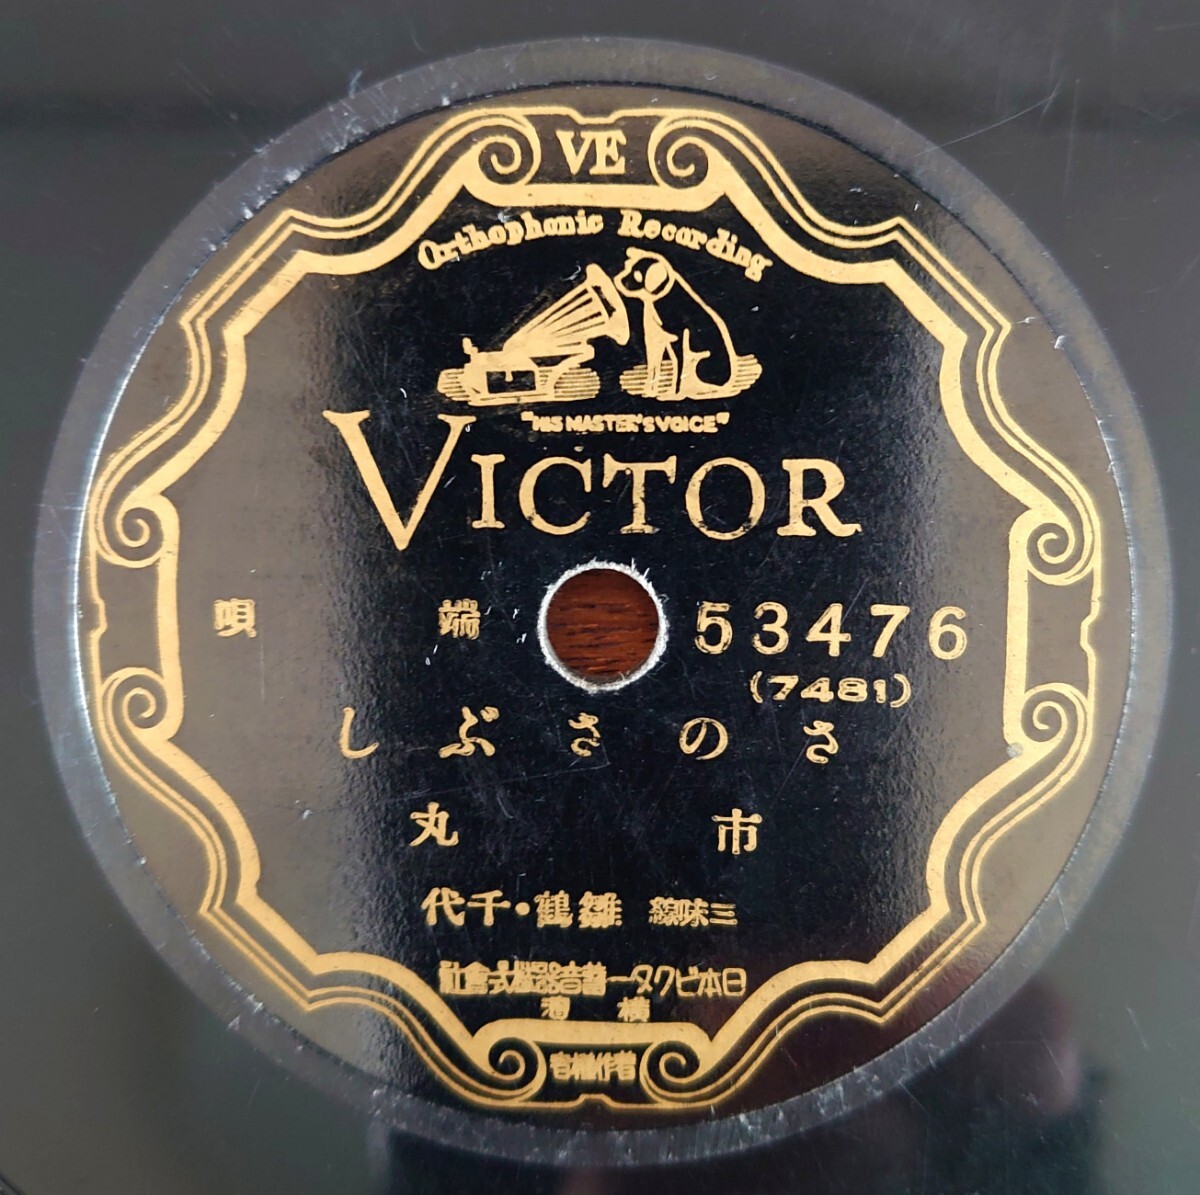 VE
Orthophonic Recording
"HIS MASTER'S VOICE"
VICTOR
端唄
53476
(7481)
さのさぶし
市丸
三味線 雛鶴・千代
日本ビクター蓄音器株式會社
横濱
著作權者